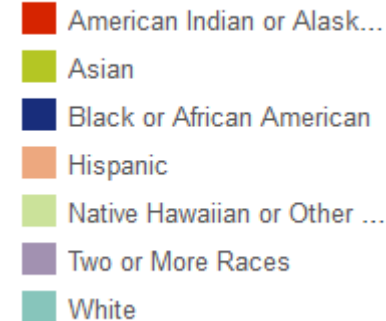 American Indian or Alask...
Asian
Black or African American
Hispanic
Native Hawaiian or Other ...
Two or More Races
White